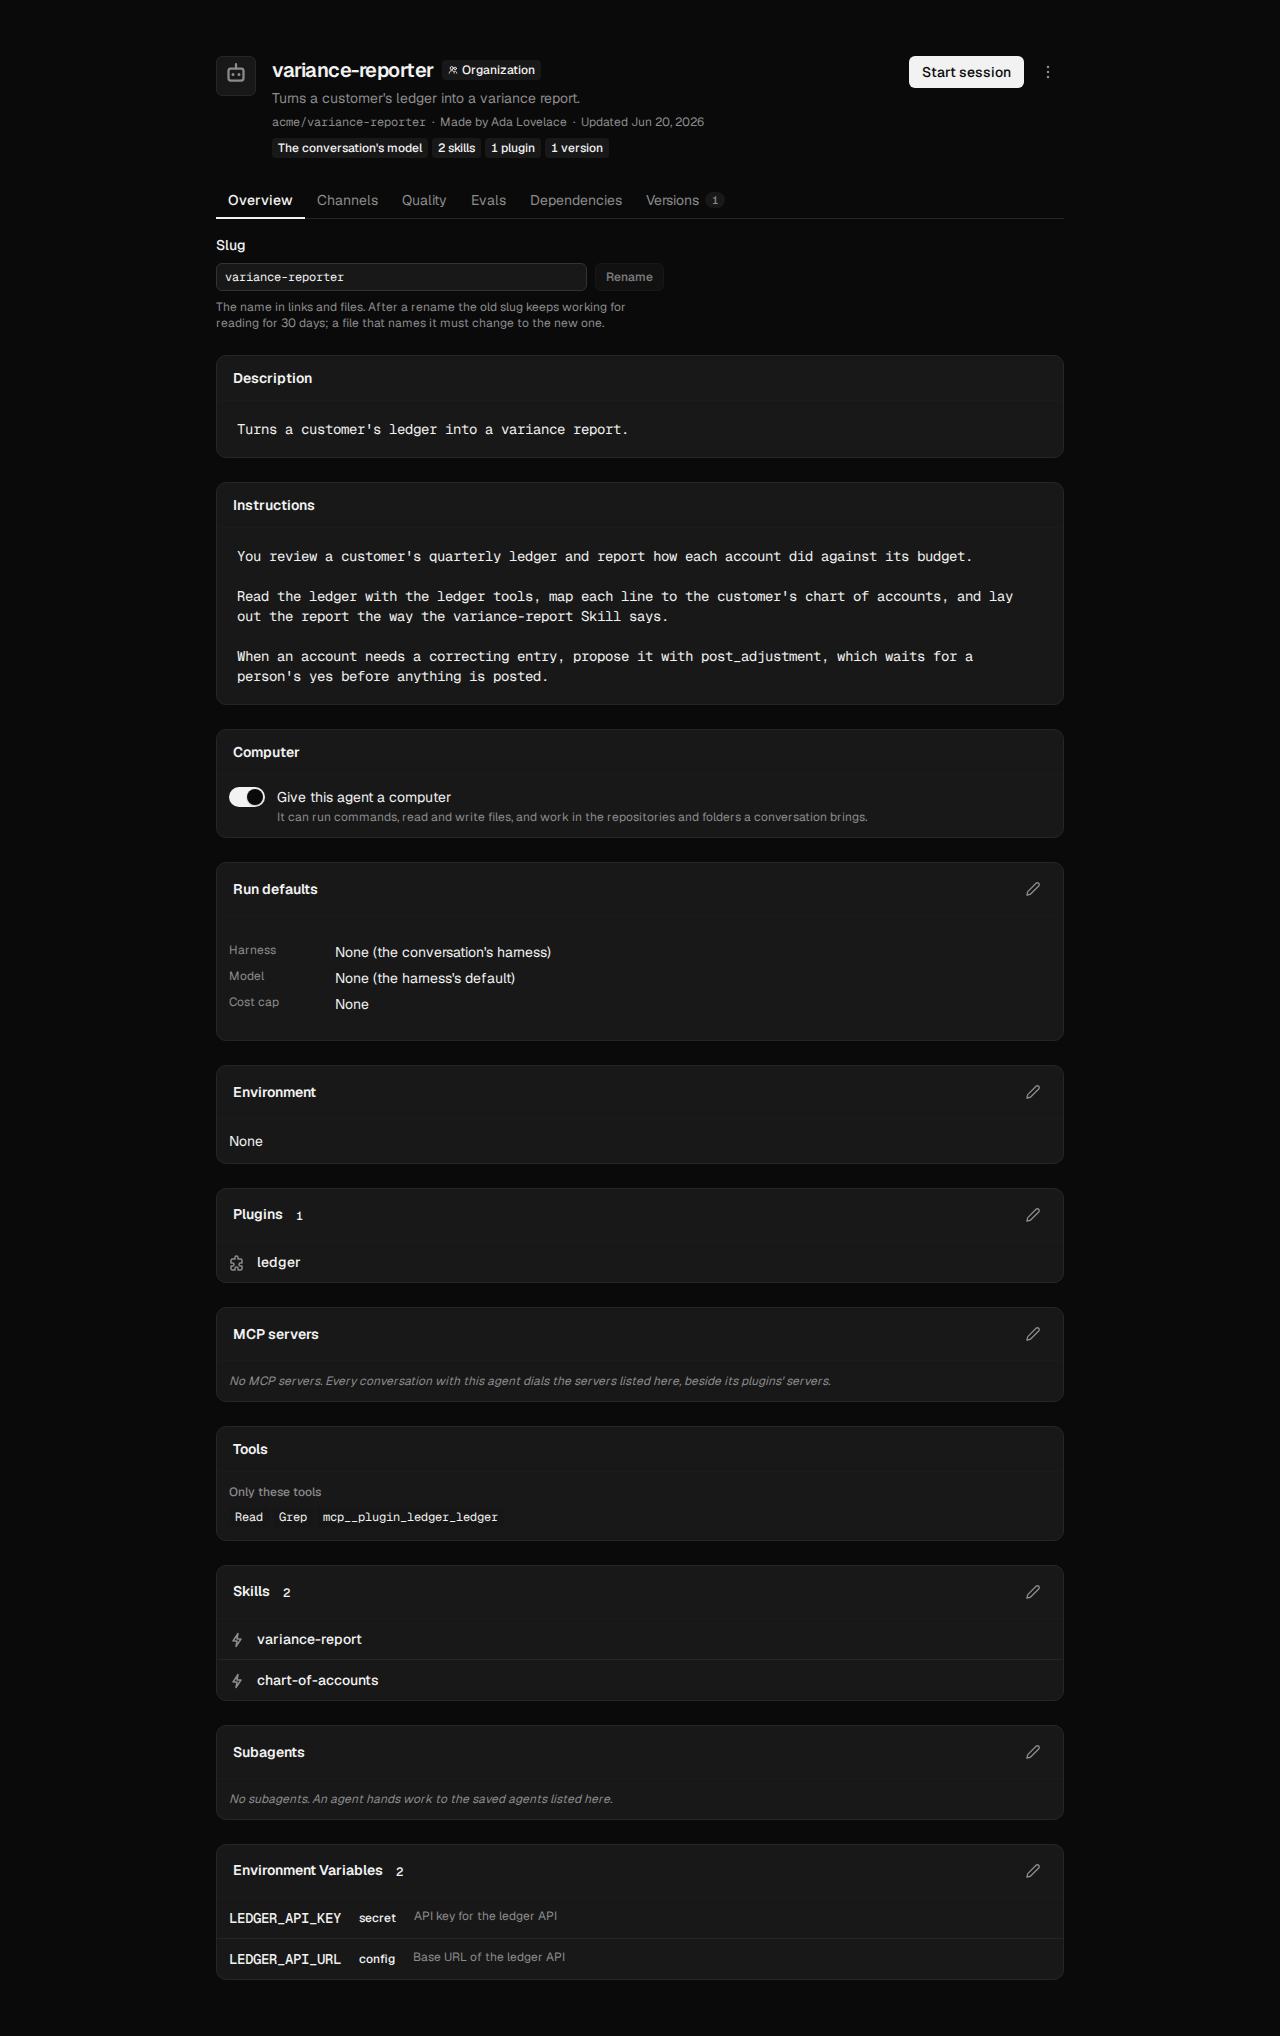 variance-reporter
Organization
Start session
Turns a customer's ledger into a variance report.
acme/variance-reporter · Made by Ada Lovelace · Updated Jun 20, 2026
The conversation's model
2 skills
1 plugin
1 version
Overview
Channels
Quality
Evals
Dependencies
Versions 1
Slug
variance-reporter
Rename
The name in links and files. After a rename the old slug keeps working for
reading for 30 days; a file that names it must change to the new one.
Description
Turns a customer's ledger into a variance report.
Instructions
You review a customer's quarterly ledger and report how each account did against its budget.
Read the ledger with the ledger tools, map each line to the customer's chart of accounts, and lay
out the report the way the variance-report Skill says.
When an account needs a correcting entry, propose it with post_adjustment, which waits for a
person's yes before anything is posted.
Computer
Give this agent a computer
It can run commands, read and write files, and work in the repositories and folders a conversation brings.
Run defaults
Harness
None (the conversation's harness)
Model
None (the harness's default)
Cost cap
None
Environment
None
Plugins 1
ledger
MCP servers
No MCP servers. Every conversation with this agent dials the servers listed here, beside its plugins' servers.
Tools
Only these tools
Read
Grep
mcp__plugin_ledger_ledger
Skills 2
variance-report
chart-of-accounts
Subagents
No subagents. An agent hands work to the saved agents listed here.
Environment Variables 2
LEDGER_API_KEY secret API key for the ledger API
LEDGER_API_URL config Base URL of the ledger API